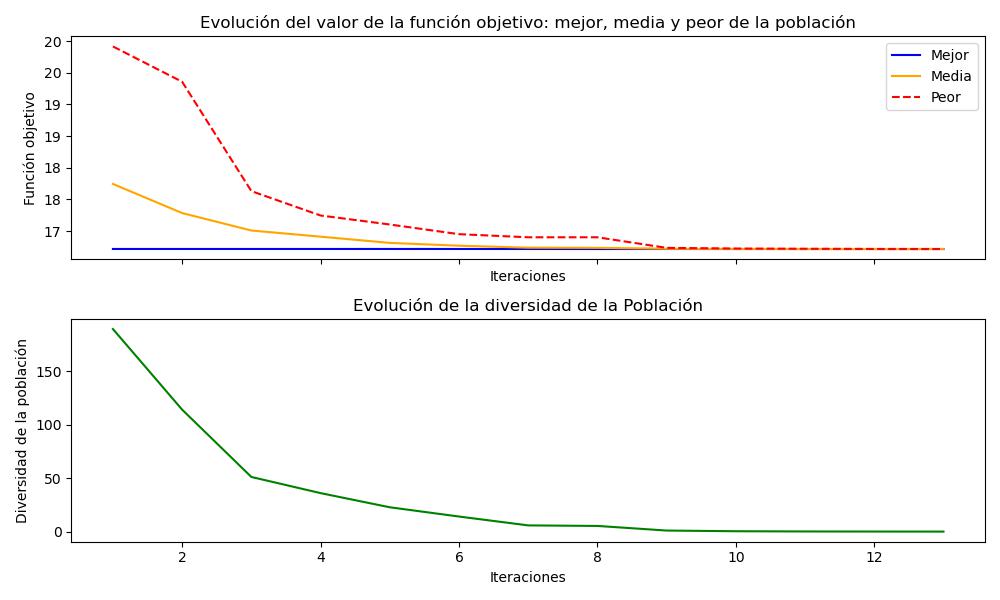 Evolución del valor de la función objetivo: mejor, media y peor de la población
Función objetivo
20
20
19
19
18
18
17
Mejor
Media
Peor
Iteraciones
Evolución de la diversidad de la Población
Diversidad de la población
150
100
50
0
2 4 6 8 10 12
Iteraciones